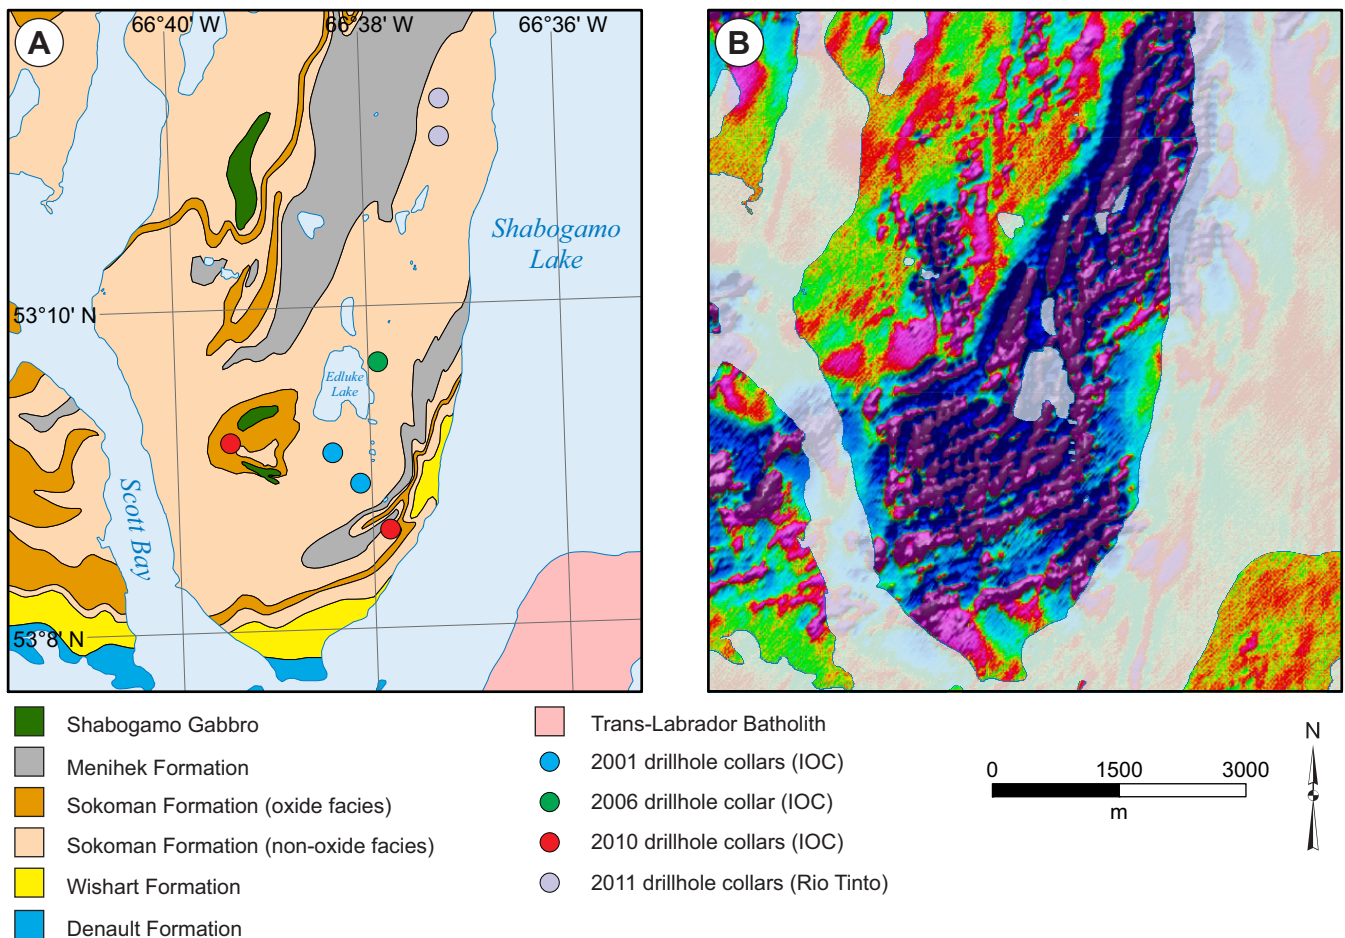 A
66°40' W
66°38' W
66°36' W
B
Shabogamo
Lake
53°10' N
Edluke
Lake
Scott Bay
53°8' N
Shabogamo Gabbro
Menihek Formation
Sokoman Formation (oxide facies)
Sokoman Formation (non-oxide facies)
Wishart Formation
Denault Formation
Trans-Labrador Batholith
2001 drillhole collars (IOC)
2006 drillhole collar (IOC)
2010 drillhole collars (IOC)
2011 drillhole collars (Rio Tinto)
0 1500 3000
m
N